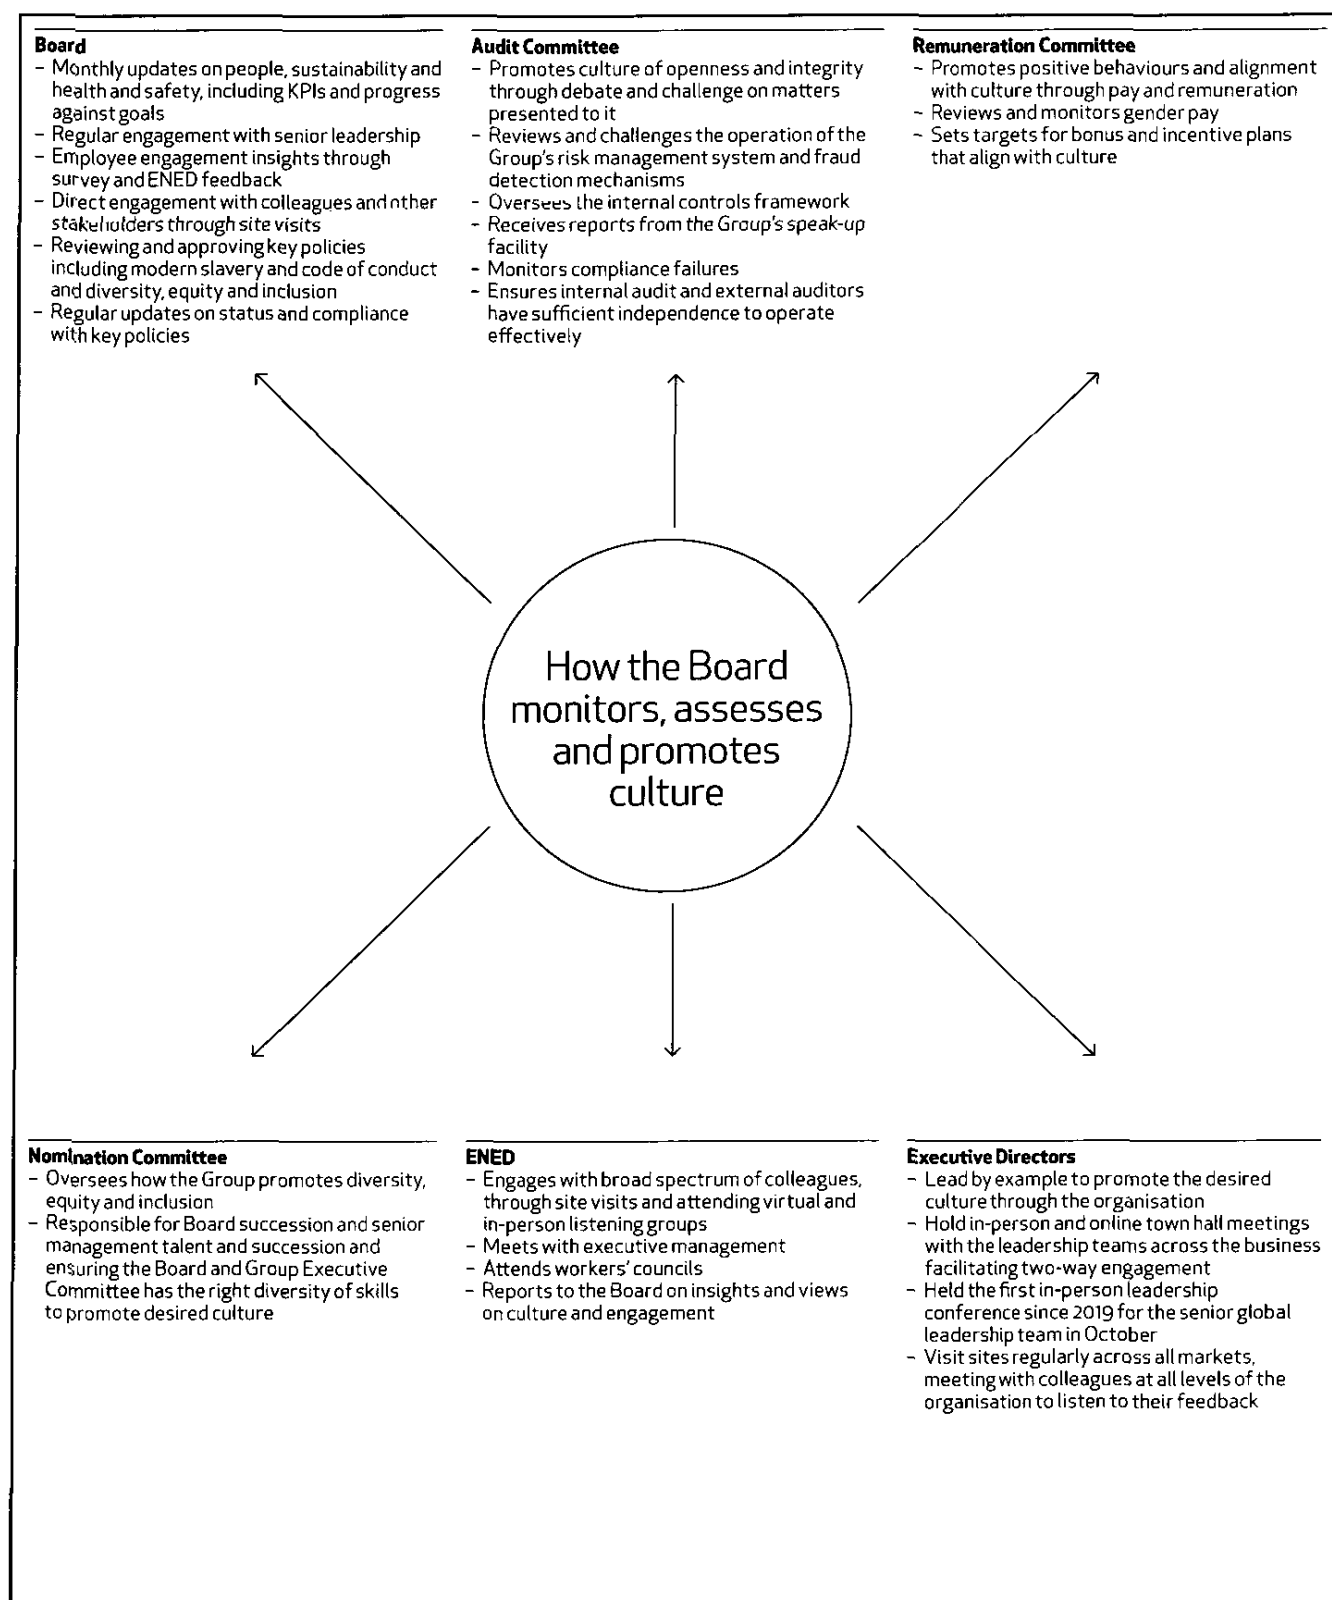 Board
– Monthly updates on people, sustainability and
health and safety, including KPIs and progress
against goals
– Regular engagement with senior leadership
– Employee engagement insights through
survey and ENED feedback
– Direct engagement with colleagues and other
stakeholders through site visits
– Reviewing and approving key policies
including modern slavery and code of conduct
and diversity, equity and inclusion
– Regular updates on status and compliance
with key policies
Audit Committee
– Promotes culture of openness and integrity
through debate and challenge on matters
presented to it
– Reviews and challenges the operation of the
Group's risk management system and fraud
detection mechanisms
– Oversees the internal controls framework
– Receives reports from the Group's speak-up
facility
– Monitors compliance failures
– Ensures internal audit and external auditors
have sufficient independence to operate
effectively
Remuneration Committee
– Promotes positive behaviours and alignment
with culture through pay and remuneration
– Reviews and monitors gender pay
– Sets targets for bonus and incentive plans
that align with culture
How the Board
monitors, assesses
and promotes
culture
Nomination Committee
– Oversees how the Group promotes diversity,
equity and inclusion
– Responsible for Board succession and senior
management talent and succession and
ensuring the Board and Group Executive
Committee has the right diversity of skills
to promote desired culture
ENED
– Engages with broad spectrum of colleagues,
through site visits and attending virtual and
in-person listening groups
– Meets with executive management
– Attends workers' councils
– Reports to the Board on insights and views
on culture and engagement
Executive Directors
– Lead by example to promote the desired
culture through the organisation
– Hold in-person and online town hall meetings
with the leadership teams across the business
facilitating two-way engagement
– Held the first in-person leadership
conference since 2019 for the senior global
leadership team in October
– Visit sites regularly across all markets,
meeting with colleagues at all levels of the
organisation to listen to their feedback